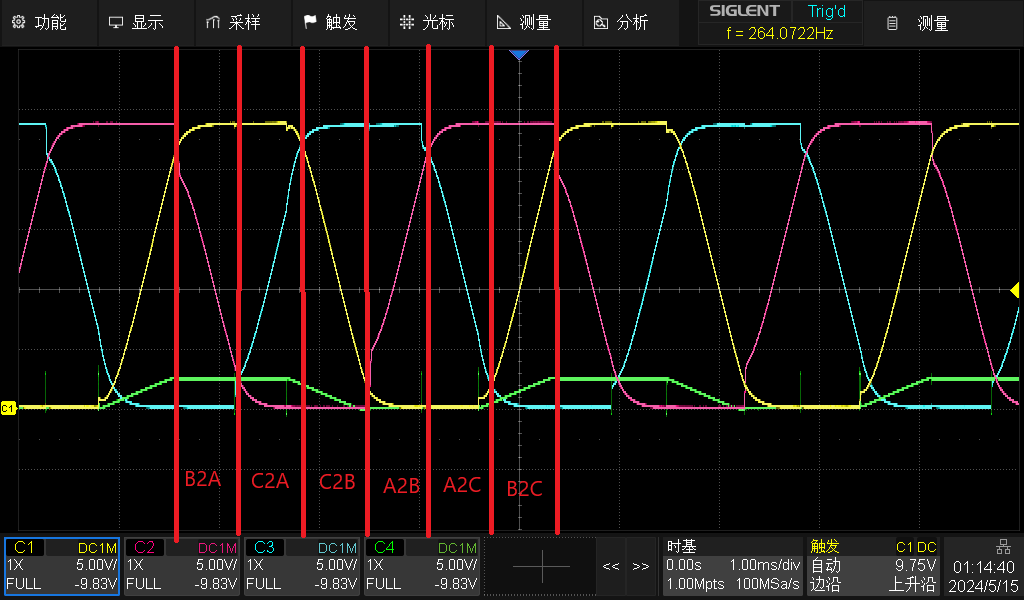 功能 显示 采样 触发 光标 测量 分析 SIGLENT Trig'd 测量
f = 264.0722Hz
C1
B2A C2A C2B A2B A2C B2C
C1 DC1M C2 DC1M C3 DC1M C4 DC1M 时基 触发 C1 DC
1X 5.00V/ 1X 5.00V/ 1X 5.00V/ 1X 5.00V/ << >> 0.00s 1.00ms/div 自动 9.75V 01:14:40
FULL -9.83V FULL -9.83V FULL -9.83V FULL -9.83V 1.00Mpts 100MSa/s 边沿 上升沿 2024/5/15